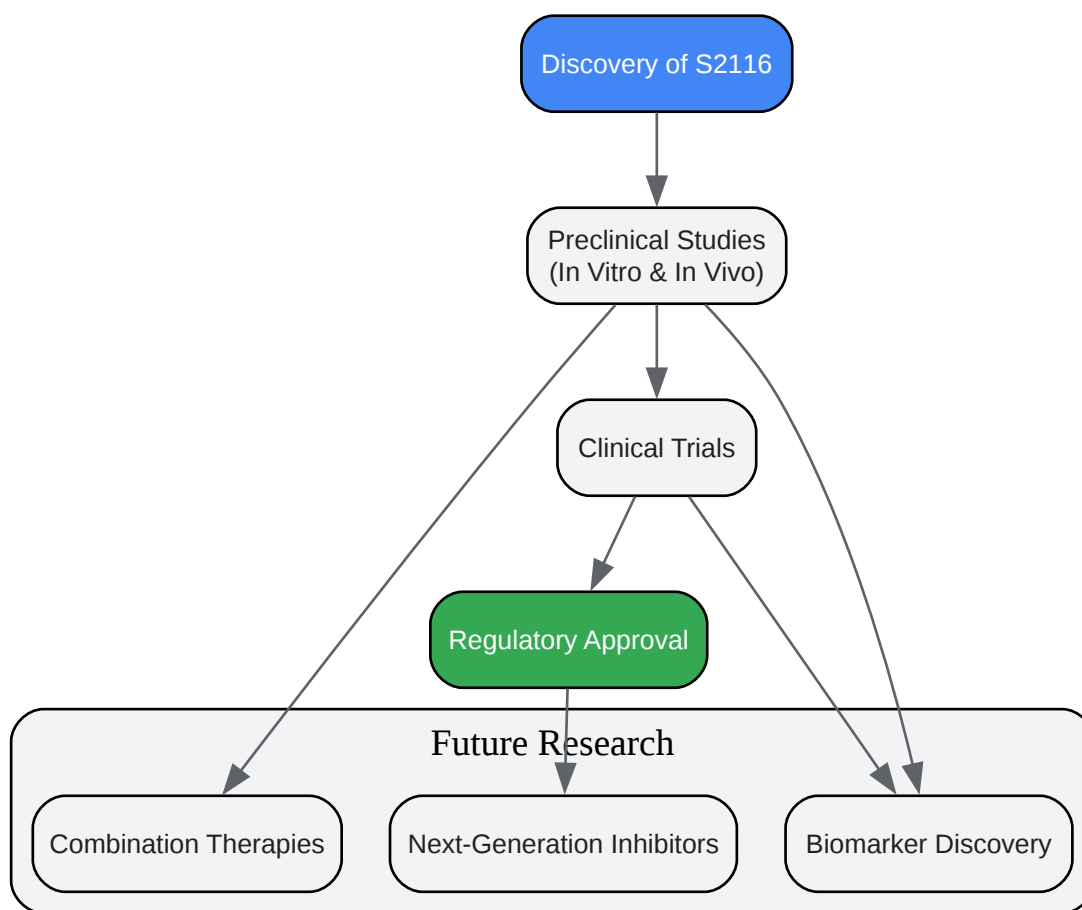 Discovery of S2116
Preclinical Studies
(In Vitro & In Vivo)
Clinical Trials
Regulatory Approval
Future Research
Combination Therapies
Next-Generation Inhibitors
Biomarker Discovery